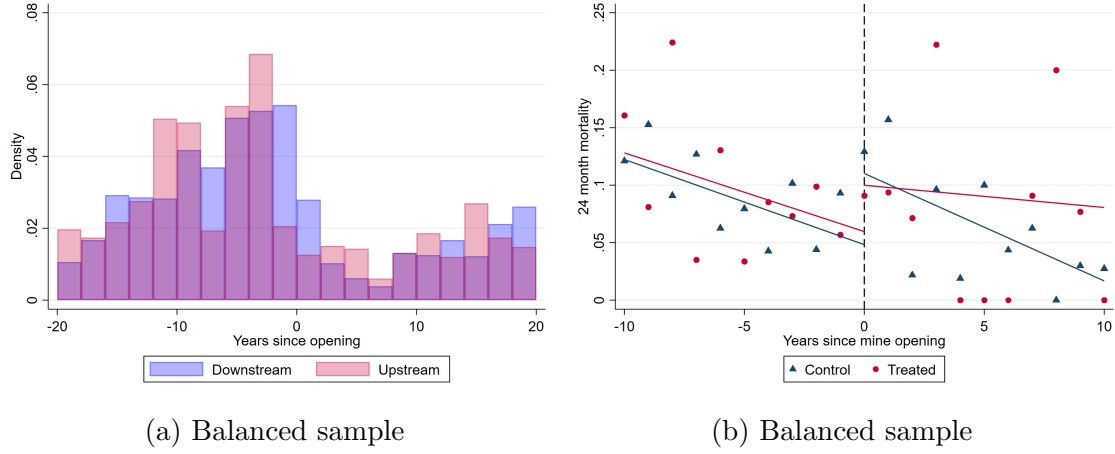 .08
.06
.04
.02
0
Density
-20 -10 0 10 20
Years since opening
Downstream Upstream
(a) Balanced sample
.25
.2
.15
.1
.05
0
24 month mortality
-10 -5 0 5 10
Years since mine opening
Control Treated
(b) Balanced sample